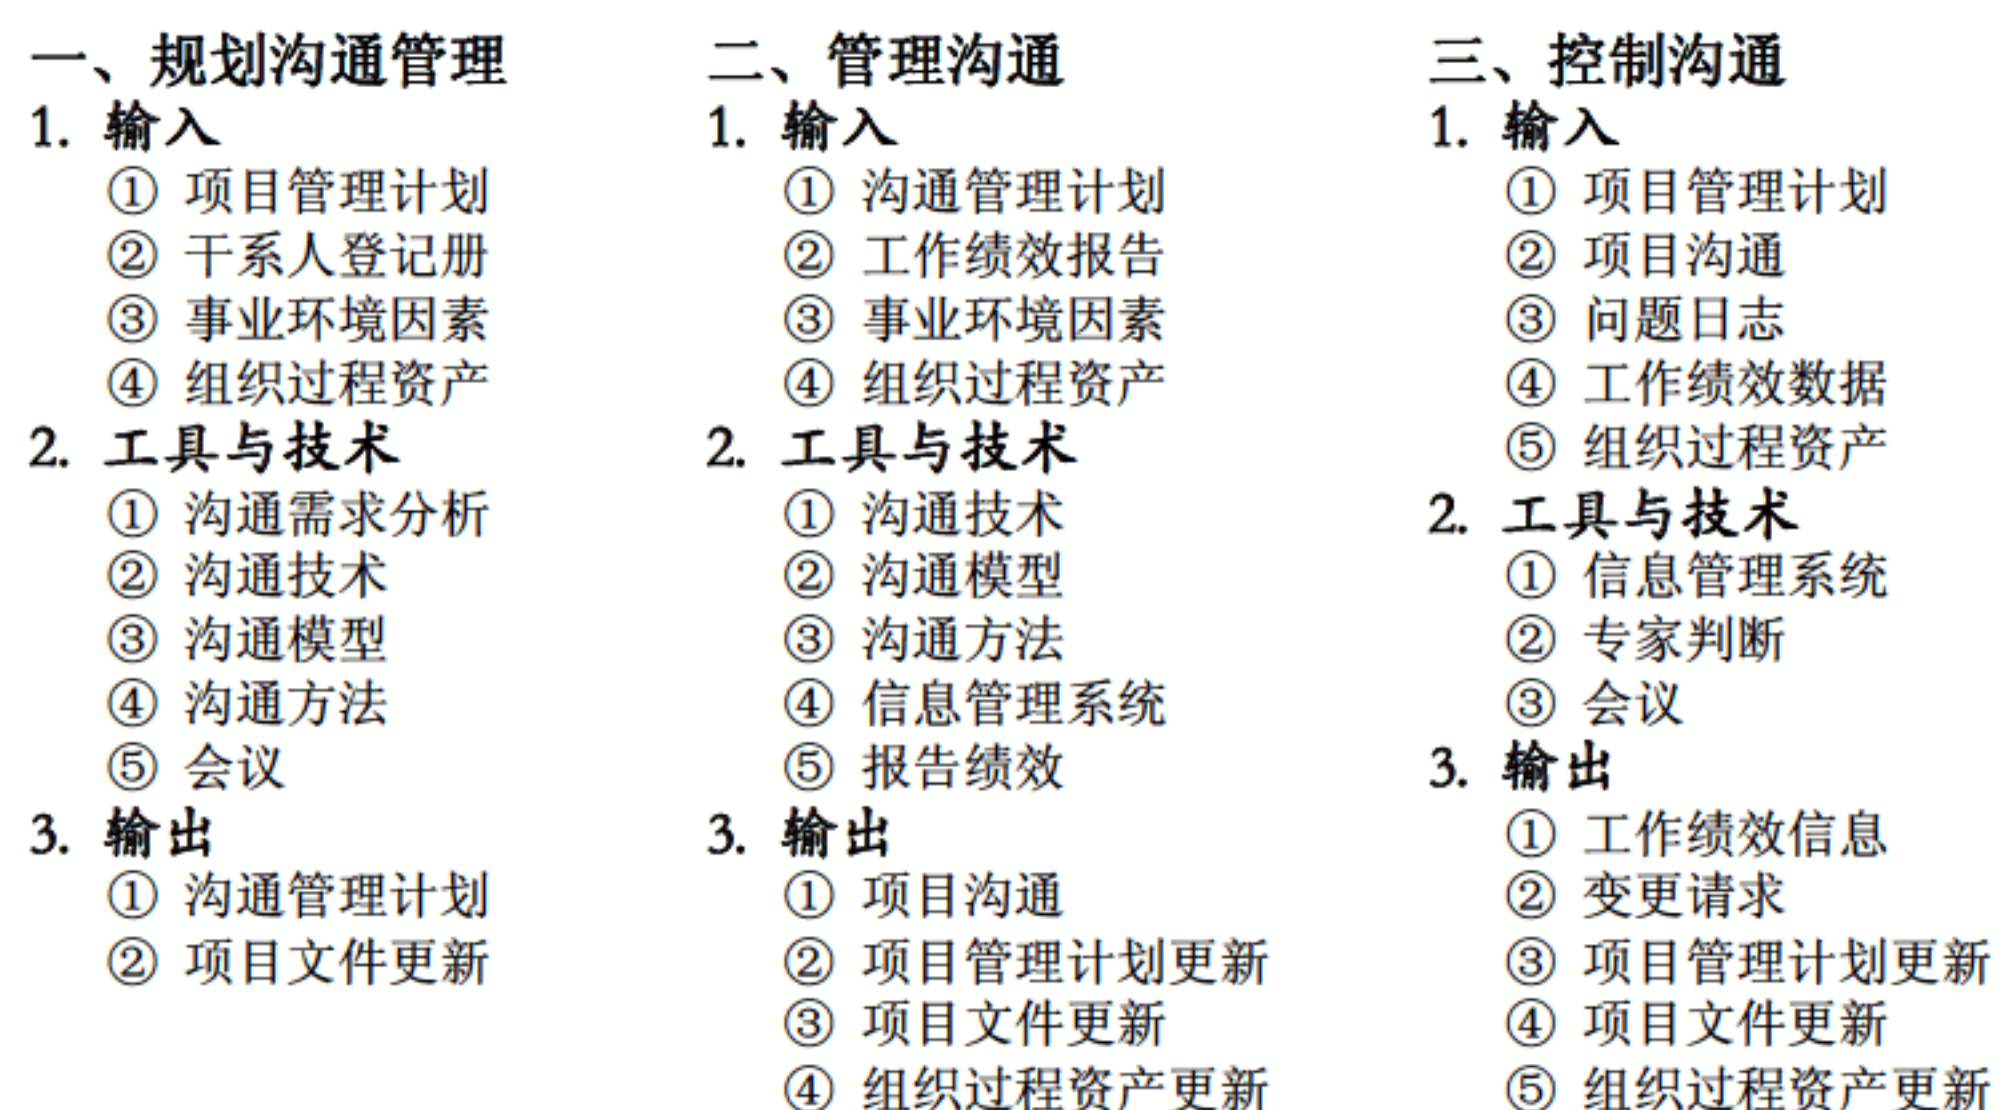 一、规划沟通管理
1. 输入
① 项目管理计划
② 干系人登记册
③ 事业环境因素
④ 组织过程资产
2. 工具与技术
① 沟通需求分析
② 沟通技术
③ 沟通模型
④ 沟通方法
⑤ 会议
3. 输出
① 沟通管理计划
② 项目文件更新
二、管理沟通
1. 输入
① 沟通管理计划
② 工作绩效报告
③ 事业环境因素
④ 组织过程资产
2. 工具与技术
① 沟通技术
② 沟通模型
③ 沟通方法
④ 信息管理系统
⑤ 报告绩效
3. 输出
① 项目沟通
② 项目管理计划更新
③ 项目文件更新
④ 组织过程资产更新
三、控制沟通
1. 输入
① 项目管理计划
② 项目沟通
③ 问题日志
④ 工作绩效数据
⑤ 组织过程资产
2. 工具与技术
① 信息管理系统
② 专家判断
③ 会议
3. 输出
① 工作绩效信息
② 变更请求
③ 项目管理计划更新
④ 项目文件更新
⑤ 组织过程资产更新